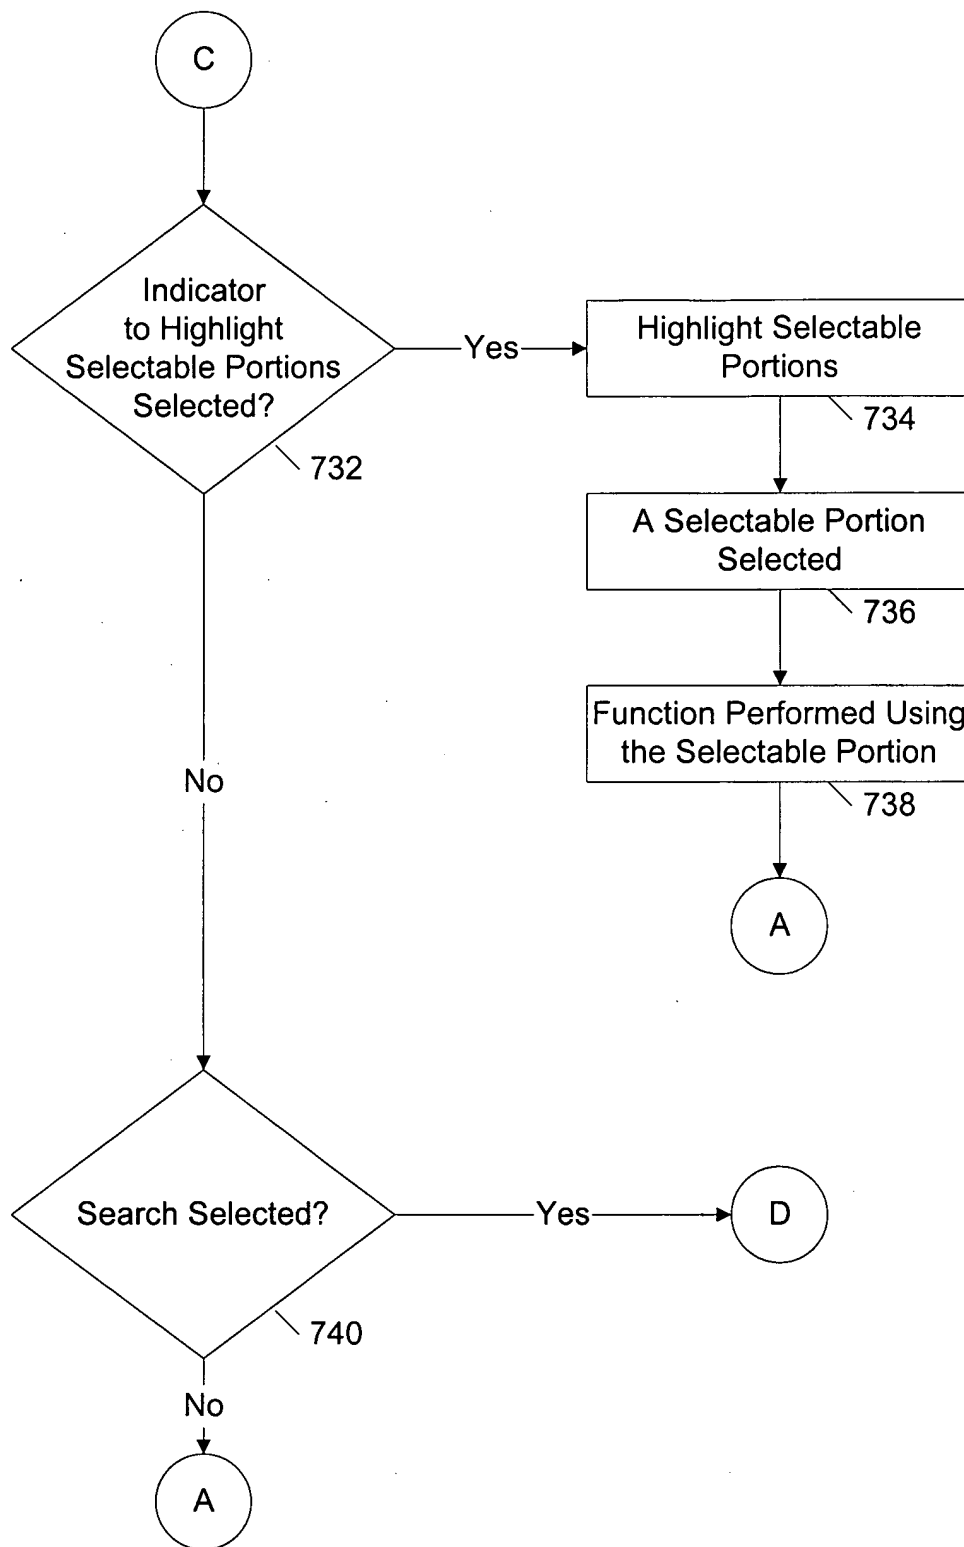 C
Indicator
to Highlight
Selectable Portions
Selected?
732
Yes
Highlight Selectable
Portions
734
A Selectable Portion
Selected
736
Function Performed Using
the Selectable Portion
738
A
No
Search Selected?
740
Yes
D
No
A